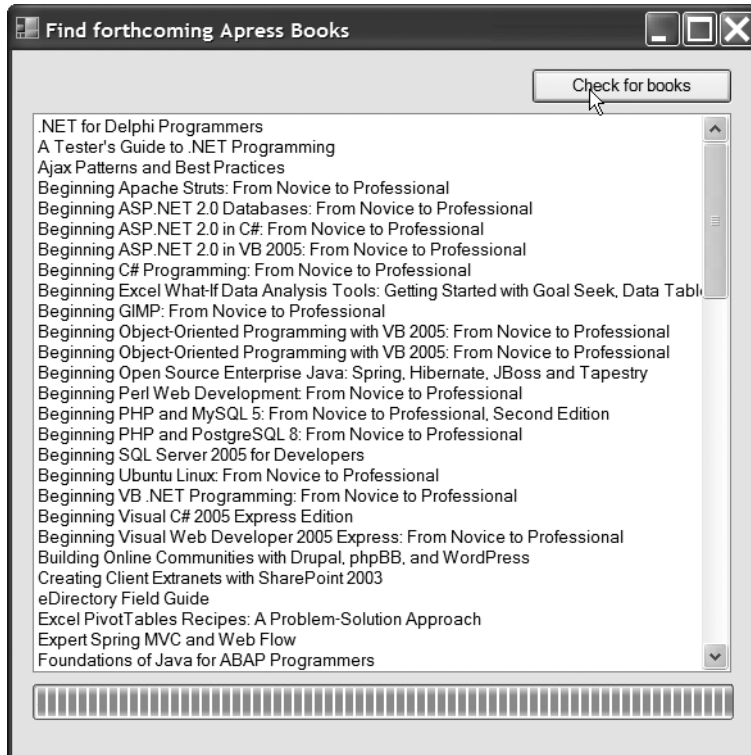 Find forthcoming Apress Books
Check for books
.NET for Delphi Programmers
A Tester's Guide to .NET Programming
Ajax Patterns and Best Practices
Beginning Apache Struts: From Novice to Professional
Beginning ASP.NET 2.0 Databases: From Novice to Professional
Beginning ASP.NET 2.0 in C#: From Novice to Professional
Beginning ASP.NET 2.0 in VB 2005: From Novice to Professional
Beginning C# Programming: From Novice to Professional
Beginning Excel What-If Data Analysis Tools: Getting Started with Goal Seek, Data Tabl
Beginning GIMP: From Novice to Professional
Beginning Object-Oriented Programming with VB 2005: From Novice to Professional
Beginning Object-Oriented Programming with VB 2005: From Novice to Professional
Beginning Open Source Enterprise Java: Spring, Hibernate, JBoss and Tapestry
Beginning Perl Web Development: From Novice to Professional
Beginning PHP and MySQL 5: From Novice to Professional, Second Edition
Beginning PHP and PostgreSQL 8: From Novice to Professional
Beginning SQL Server 2005 for Developers
Beginning Ubuntu Linux: From Novice to Professional
Beginning VB .NET Programming: From Novice to Professional
Beginning Visual C# 2005 Express Edition
Beginning Visual Web Developer 2005 Express: From Novice to Professional
Building Online Communities with Drupal, phpBB, and WordPress
Creating Client Extranets with SharePoint 2003
eDirectory Field Guide
Excel PivotTables Recipes: A Problem-Solution Approach
Expert Spring MVC and Web Flow
Foundations of Java for ABAP Programmers